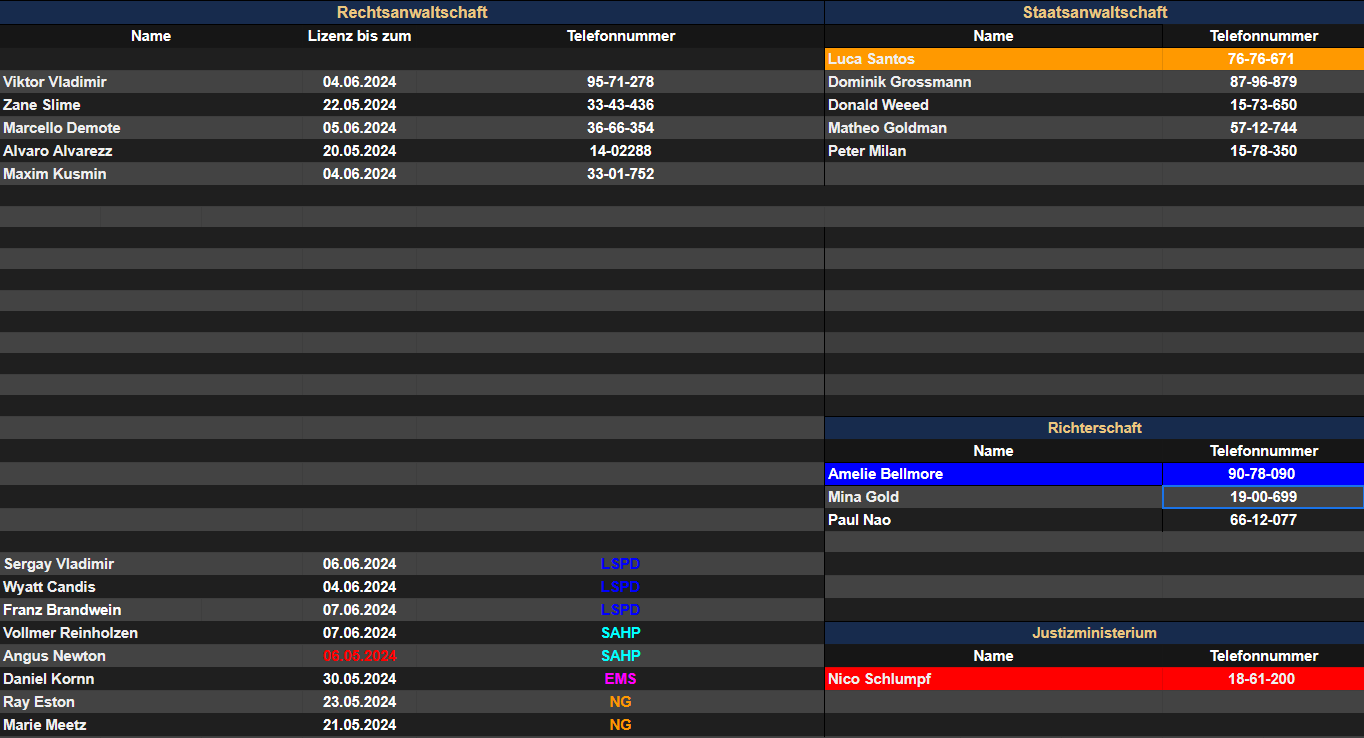 Rechtsanwaltschaft Staatsanwaltschaft
Name Lizenz bis zum Telefonnummer Name Telefonnummer
Luca Santos 76-76-671
Viktor Vladimir 04.06.2024 95-71-278 Dominik Grossmann 87-96-879
Zane Slime 22.05.2024 33-43-436 Donald Weeed 15-73-650
Marcello Demote 05.06.2024 36-66-354 Matheo Goldman 57-12-744
Alvaro Alvarezz 20.05.2024 14-02288 Peter Milan 15-78-350
Maxim Kusmin 04.06.2024 33-01-752
Richterschaft
Name Telefonnummer
Amelie Bellmore 90-78-090
Mina Gold 19-00-699
Paul Nao 66-12-077
Sergay Vladimir 06.06.2024 LSPD
Wyatt Candis 04.06.2024 LSPD
Franz Brandwein 07.06.2024 LSPD
Vollmer Reinholzen 07.06.2024 SAHP Justizministerium
Angus Newton 06.05.2024 SAHP Name Telefonnummer
Daniel Kornn 30.05.2024 EMS Nico Schlumpf 18-61-200
Ray Eston 23.05.2024 NG
Marie Meetz 21.05.2024 NG